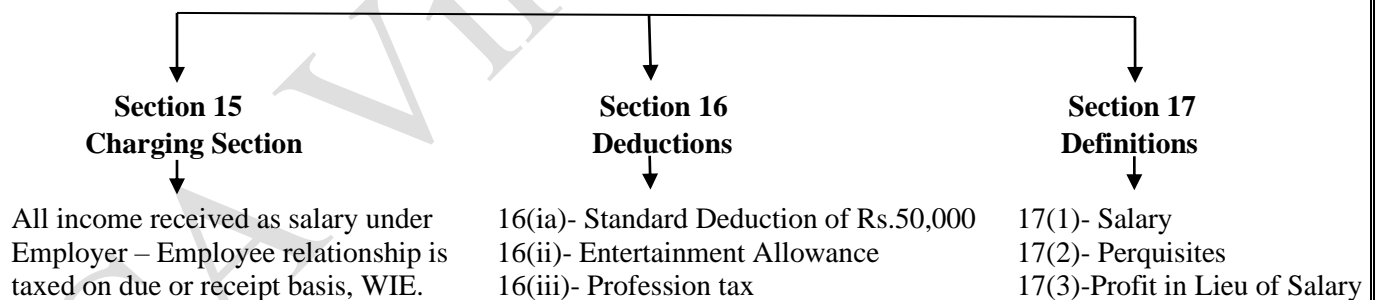 Section 15
Charging Section
All income received as salary under
Employer – Employee relationship is
taxed on due or receipt basis, WIE.
Section 16
Deductions
16(ia)- Standard Deduction of Rs.50,000
16(ii)- Entertainment Allowance
16(iii)- Profession tax
Section 17
Definitions
17(1)- Salary
17(2)- Perquisites
17(3)-Profit in Lieu of Salary